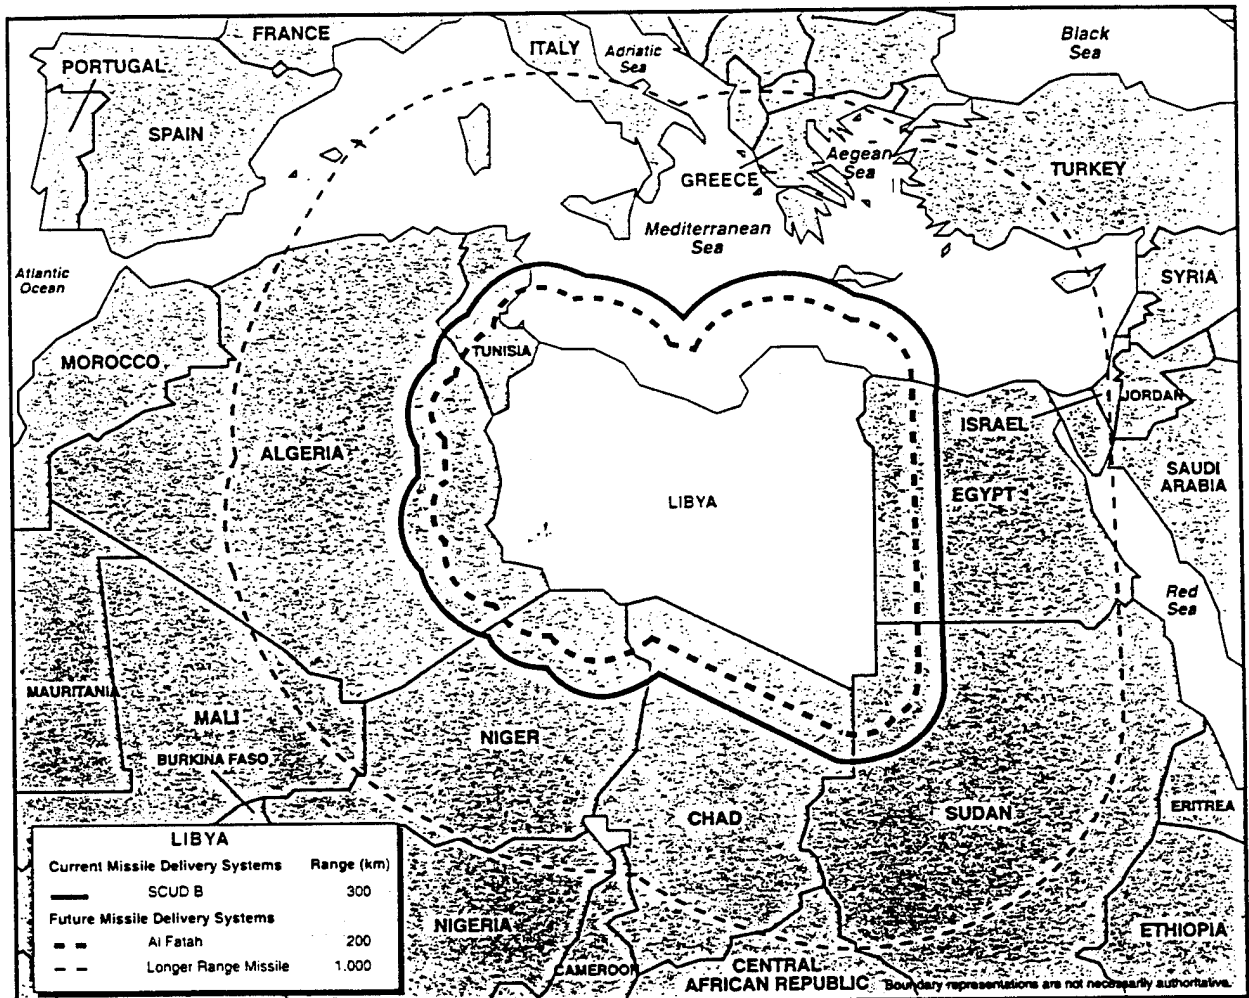 FRANCE
ITALY
Adriatic
Sea
Black
Sea
PORTUGAL
SPAIN
Aegean
Sea
TURKEY
GREECE
Mediterranean
Sea
Atlantic
Ocean
SYRIA
MOROCCO
TUNISIA
JORDAN
ISRAEL
ALGERIA
SAUDI
ARABIA
LIBYA
EGYPT
Red
Sea
MAURITANIA
MALI
NIGER
BURKINA FASO
CHAD
SUDAN
ERITREA
NIGERIA
ETHIOPIA
CAMEROON
CENTRAL
AFRICAN REPUBLIC
LIBYA
Current Missile Delivery Systems Range (km)
SCUD B 300
Future Missile Delivery Systems
Al Fatah 200
Longer Range Missile 1.000
Boundary representations are not necessarily authoritative.